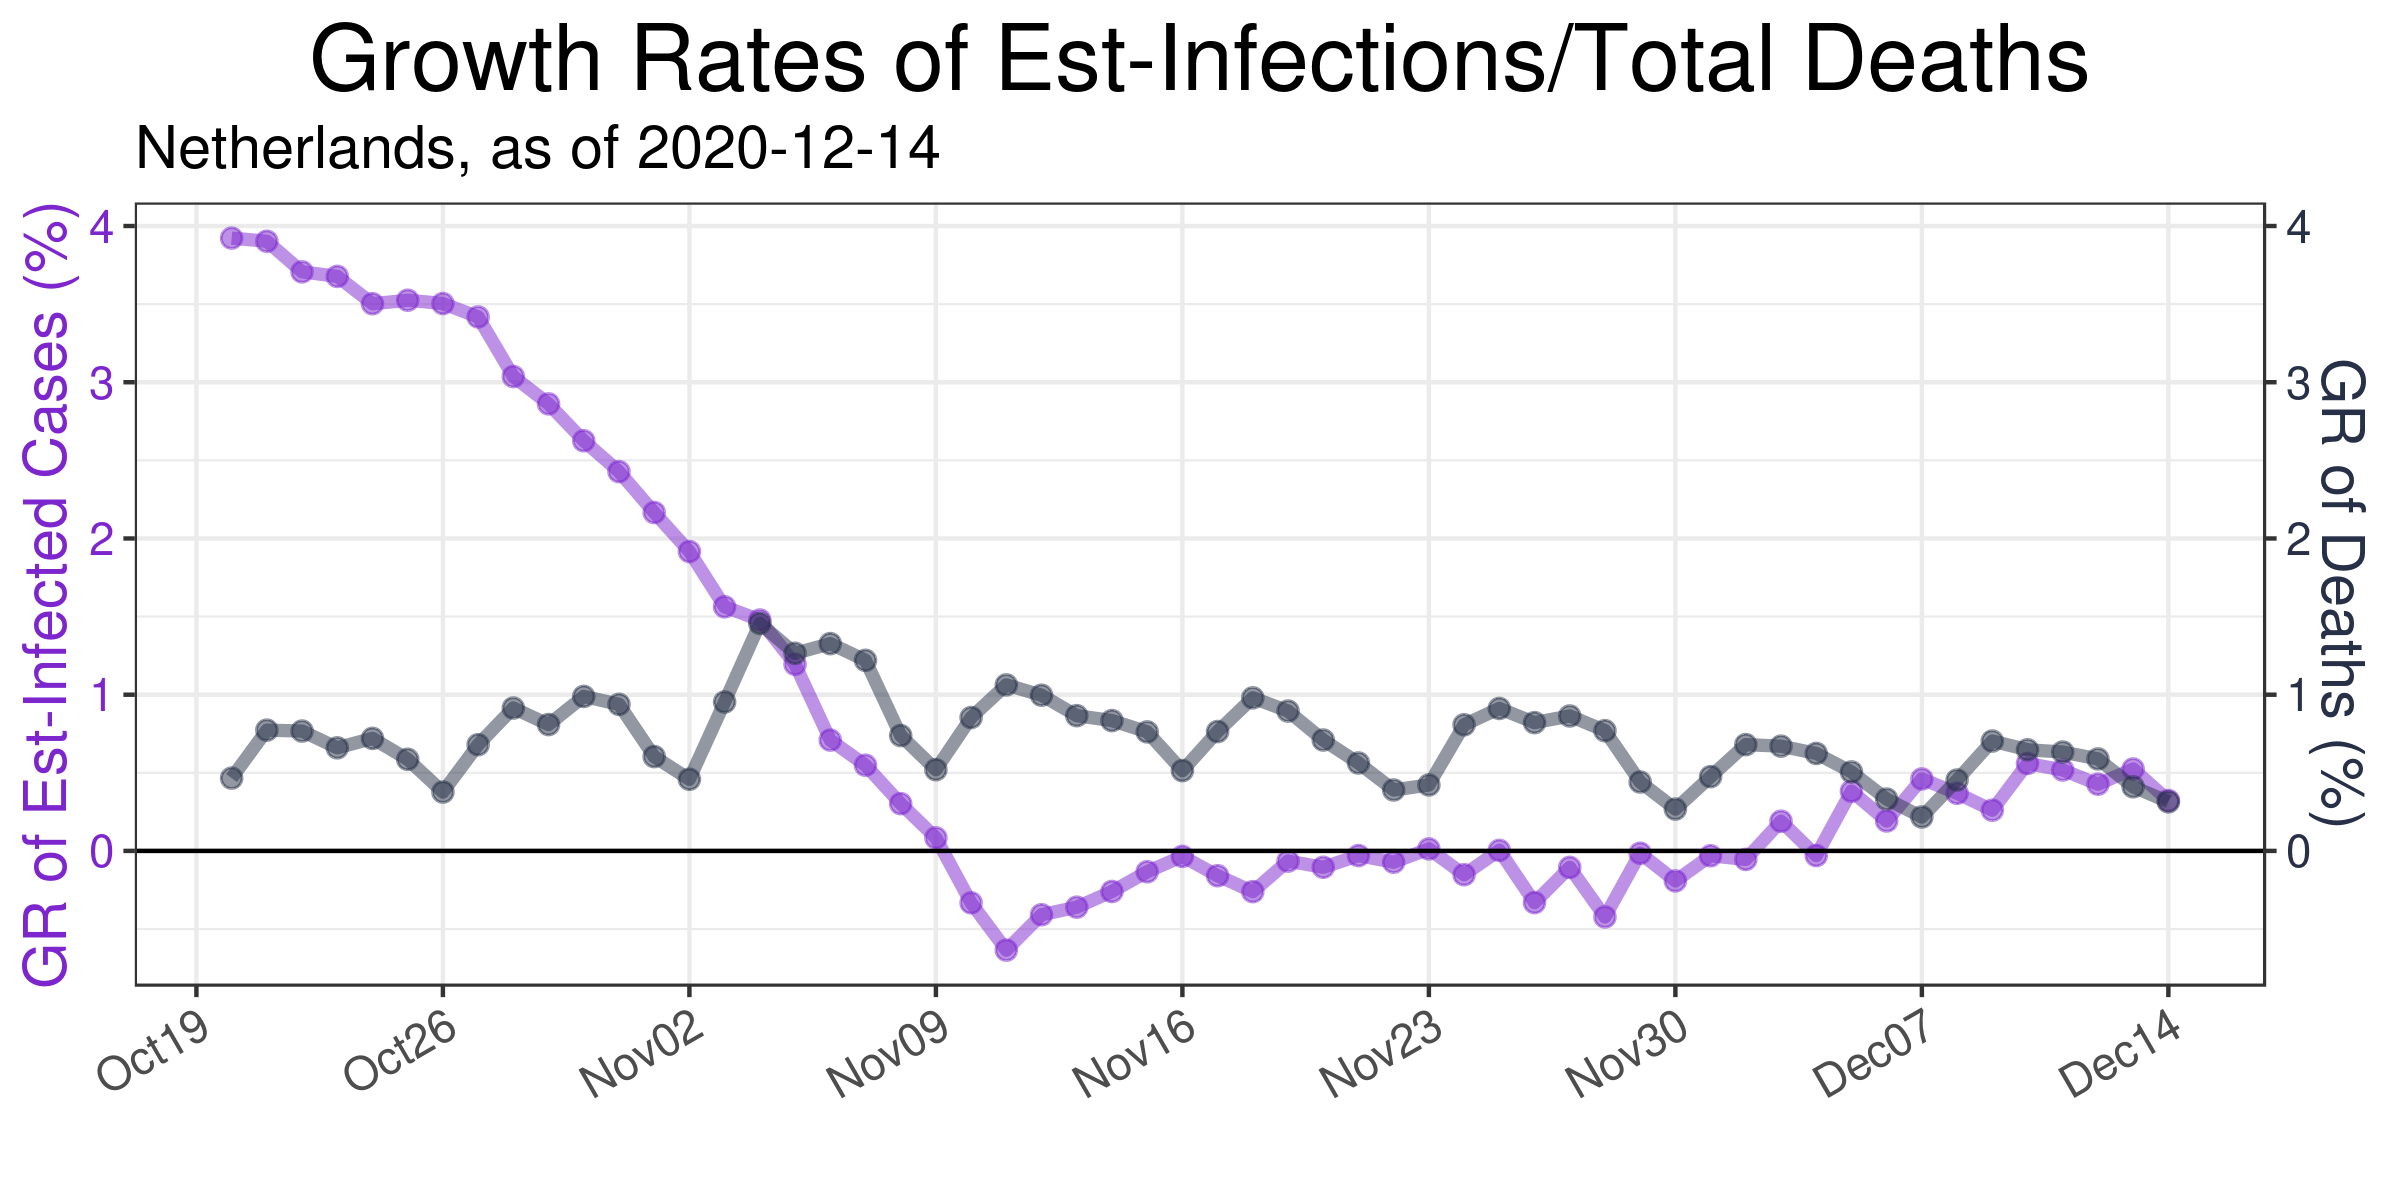 Growth Rates of Est-Infections/Total Deaths
Netherlands, as of 2020-12-14
GR of Est-Infected Cases (%)
4
3
2
1
0
4
3
2
1
0
GR of Deaths (%)
Oct19
Oct26
Nov02
Nov09
Nov16
Nov23
Nov30
Dec07
Dec14